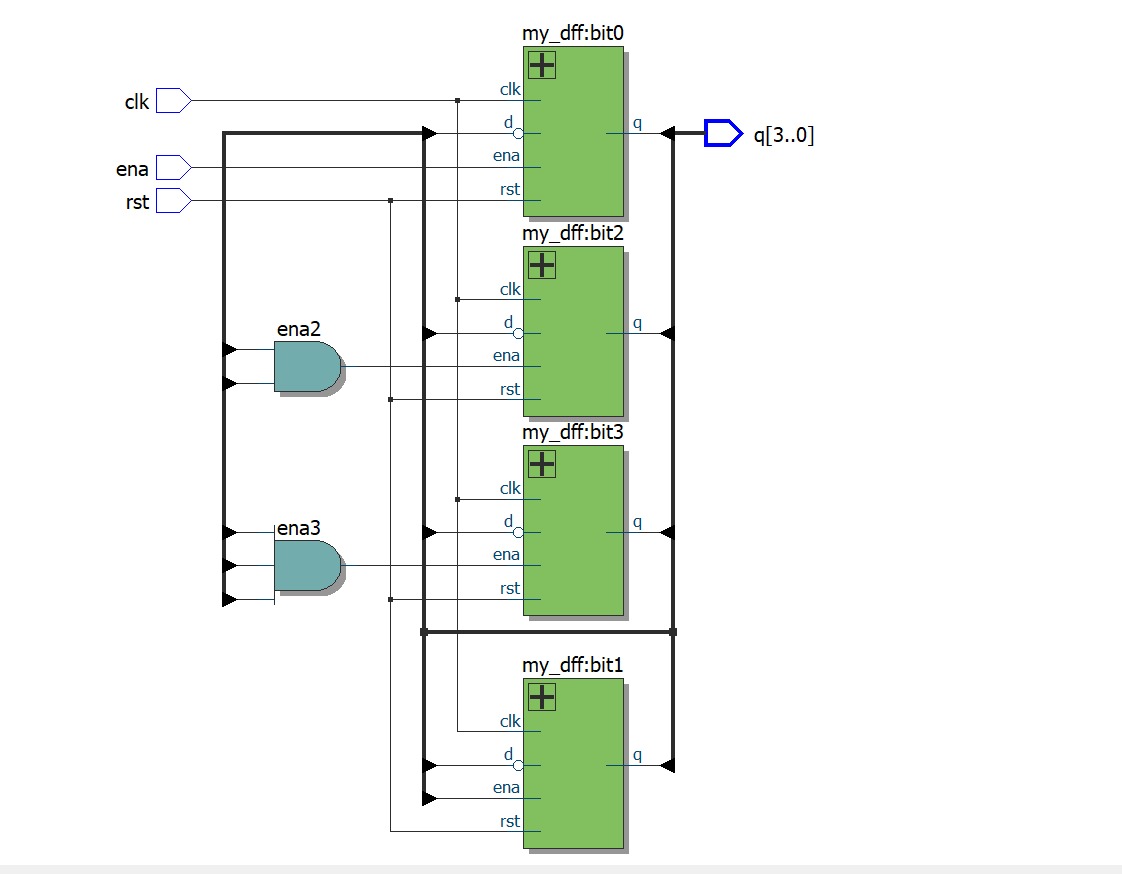 my_dff:bit0
clk
clk
d
q
q[3..0]
ena
ena
rst
rst
my_dff:bit2
clk
d
q
ena2
ena
rst
my_dff:bit3
clk
d
q
ena3
ena
rst
my_dff:bit1
clk
d
q
ena
rst